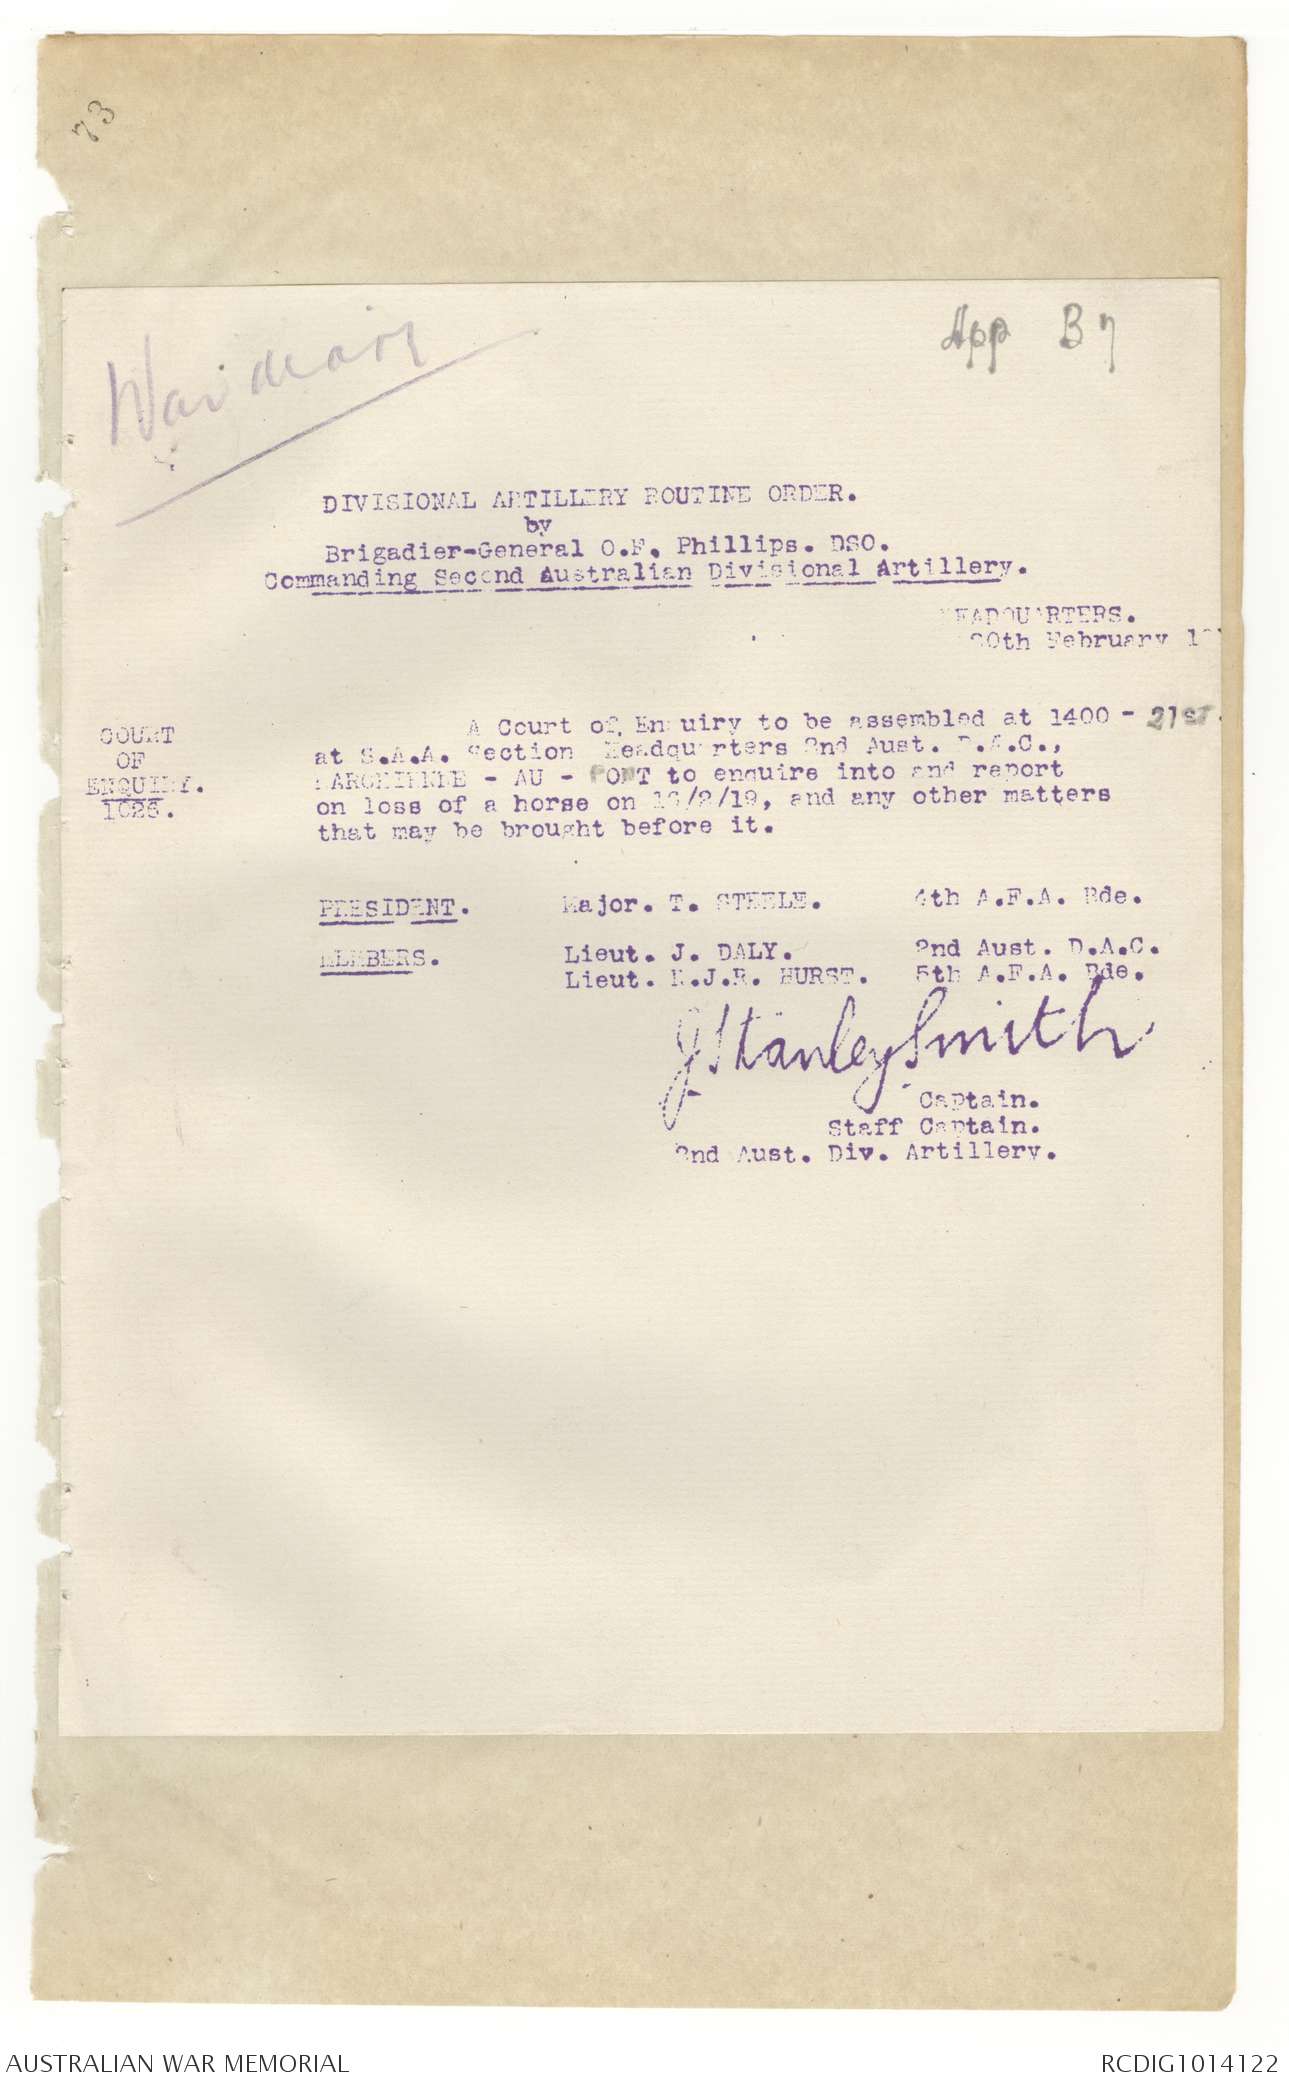 73
War diary
App B7
DIVISIONAL ARTILLERY ROUTINE ORDER.
by
Brigadier-General O.F. Phillips. DSO.
Commanding Second Australian Divisional Artillery.
HEADQUARTERS.
20th February
COURT
OF
ENQUIRY.
A Court of Enquiry to be assembled at 1400 - 21st.
at S.A.A. Section Headquarters 2nd Aust. D.A.C.,
- AU - PONT to enquire into and report
on loss of a horse on 16/2/19, and any other matters
that may be brought before it.
PRESIDENT. Major. T. STEELE. 4th A.F.A. Bde.
MEMBERS. Lieut. J. DALY. 2nd Aust. D.A.C.
Lieut. HURST. 5th A.F.A. Bde.
J Stanley Smith
Captain.
Staff Captain.
2nd Aust. Div. Artillery.
AUSTRALIAN WAR MEMORIAL
RCDIG1014122